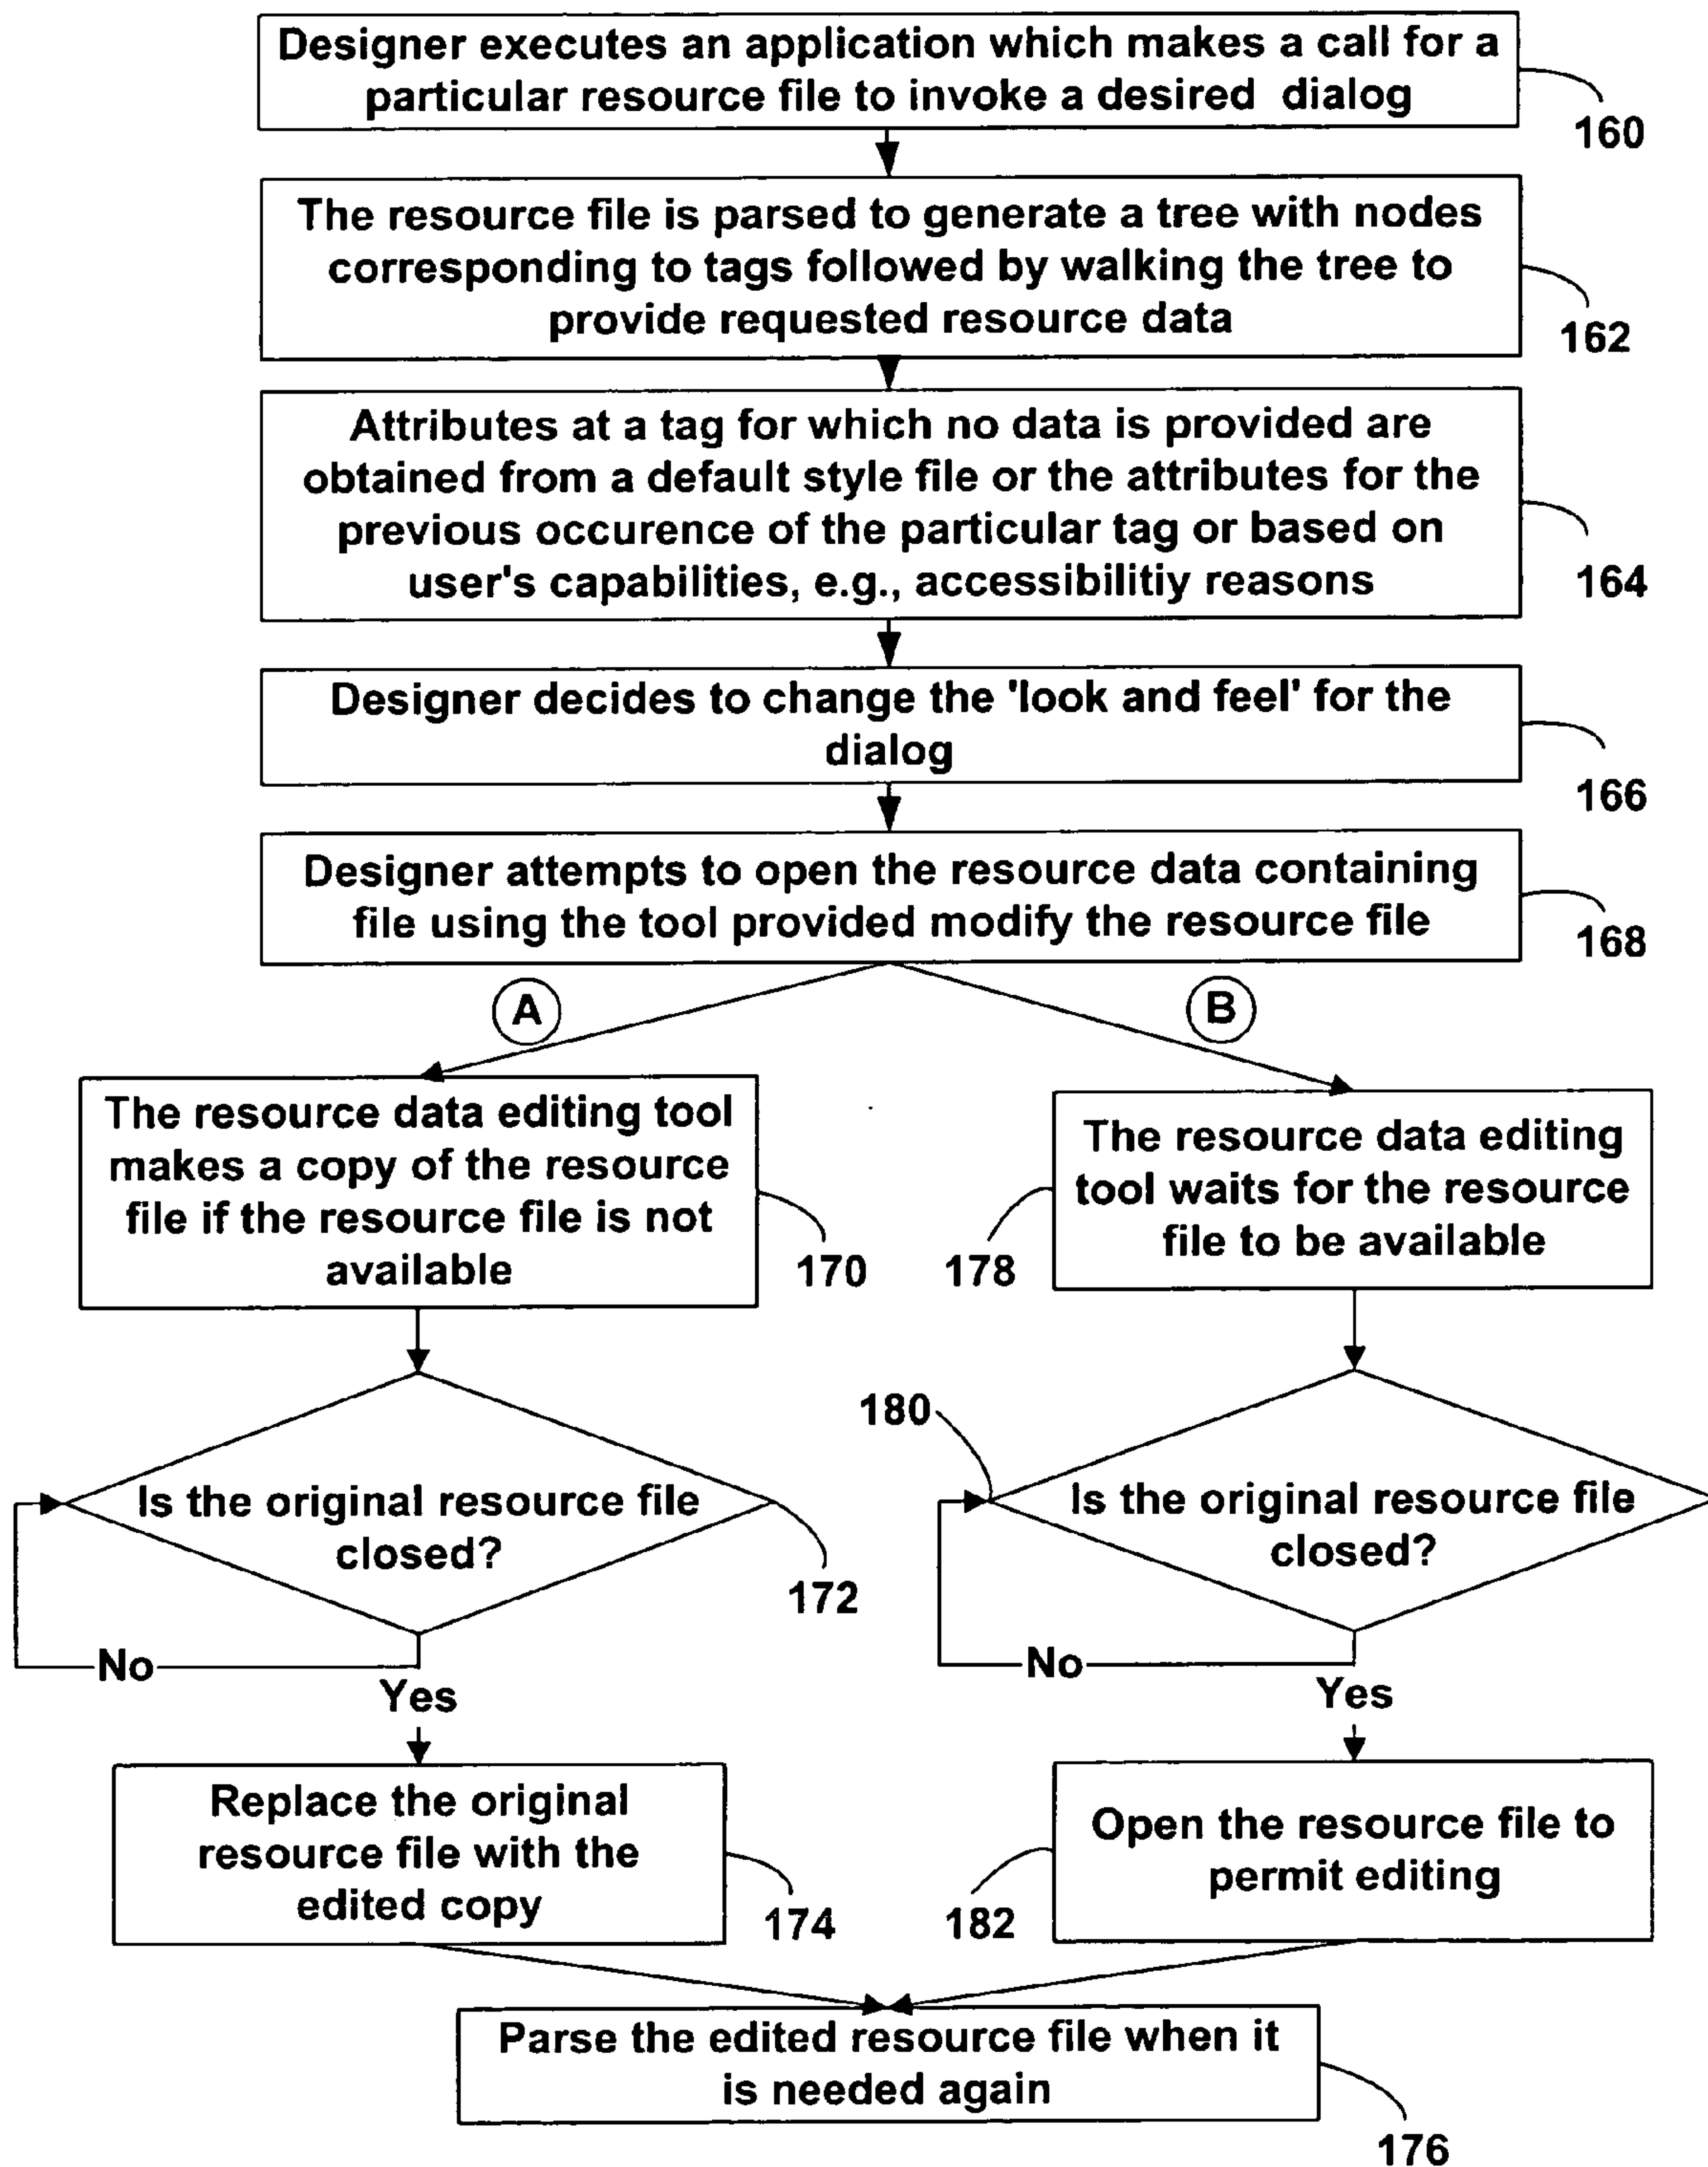 Designer executes an application which makes a call for a
particular resource file to invoke a desired dialog
160
The resource file is parsed to generate a tree with nodes
corresponding to tags followed by walking the tree to
provide requested resource data
162
Attributes at a tag for which no data is provided are
obtained from a default style file or the attributes for the
previous occurence of the particular tag or based on
user's capabilities, e.g., accessibilitiy reasons
164
Designer decides to change the 'look and feel' for the
dialog
166
Designer attempts to open the resource data containing
file using the tool provided modify the resource file
168
A
B
The resource data editing tool
makes a copy of the resource
file if the resource file is not
available
170
The resource data editing
tool waits for the resource
file to be available
178
Is the original resource file
closed?
172
No
Yes
180
Is the original resource file
closed?
No
Yes
Replace the original
resource file with the
edited copy
174
Open the resource file to
permit editing
182
Parse the edited resource file when it
is needed again
176